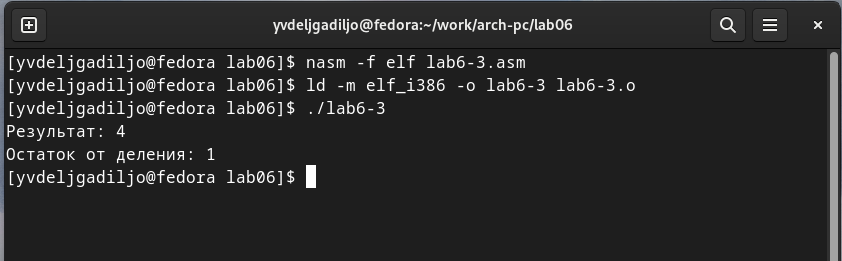 yvdeljgadiljo@fedora:~/work/arch-pc/lab06
[yvdeljgadiljo@fedora lab06]$ nasm -f elf lab6-3.asm
[yvdeljgadiljo@fedora lab06]$ ld -m elf_i386 -o lab6-3 lab6-3.o
[yvdeljgadiljo@fedora lab06]$ ./lab6-3
Результат: 4
Остаток от деления: 1
[yvdeljgadiljo@fedora lab06]$